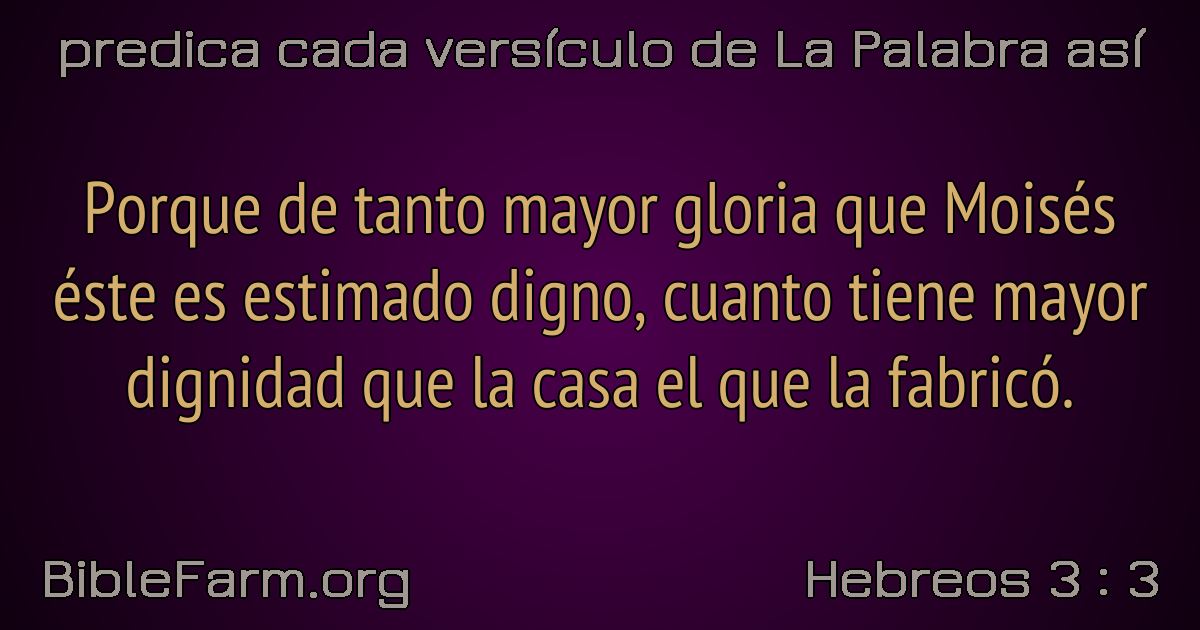 predica cada versículo de La Palabra así
Porque de tanto mayor gloria que Moisés
éste es estimado digno, cuanto tiene mayor
dignidad que la casa el que la fabricó.
BibleFarm.org
Hebreos 3 : 3